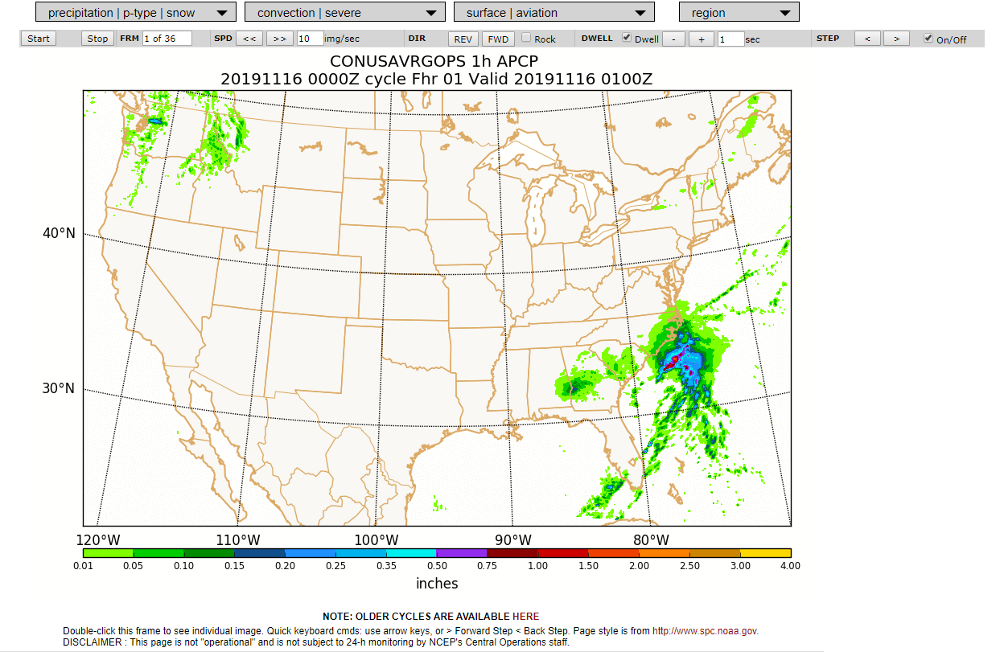 precipitation | p-type | snow convection | severe surface | aviation region
Start Stop FRM 1 of 36 SPD << >> 10 img/sec DIR REV FWD Rock DWELL Dwell - + 1 sec STEP < > On/Off
CONUSAVRGOPS 1h APCP
20191116 0000Z cycle Fhr 01 Valid 20191116 0100Z
40°N
30°N
120°W 110°W 100°W 90°W 80°W
0.01 0.05 0.10 0.15 0.20 0.25 0.35 0.50 0.75 1.00 1.50 2.00 2.50 3.00 4.00
inches
NOTE: OLDER CYCLES ARE AVAILABLE HERE
Double-click this frame to see individual image. Quick keyboard cmds: use arrow keys, or > Forward Step < Back Step. Page style is from http://www.spc.noaa.gov.
DISCLAIMER : This page is not "operational" and is not subject to 24-h monitoring by NCEP's Central Operations staff.